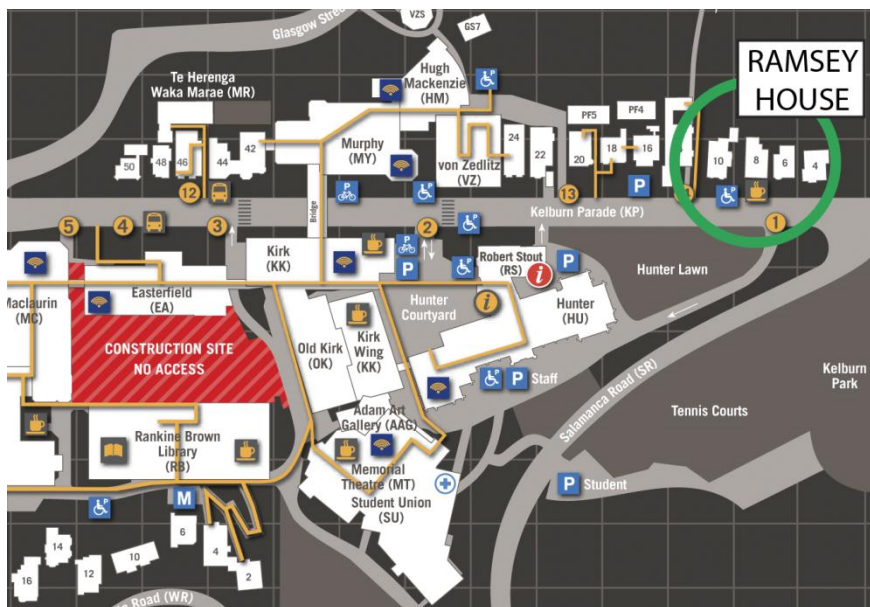 Glasgow Street
VZS
GS7
RAMSEY
HOUSE
Te Herenga
Waka Marae (MR)
Hugh
Mackenzie
(HM)
P
PF5
PF4
50
48
46
44
42
Murphy
(MY)
von Zedlitz
(VZ)
24
22
20
18
16
10
8
6
4
P
P
P
P
12
13
Kelburn Parade (KP)
5
4
3
Bridge
2
1
Kirk
(KK)
P
P
P
Robert Stout
(RS)
i
P
Hunter Lawn
Maclaurin
(MC)
Easterfield
(EA)
Hunter
Courtyard
i
Hunter
(HU)
CONSTRUCTION SITE
NO ACCESS
Old Kirk
(OK)
Kirk
Wing
(KK)
P
P
Staff
Salamanca Road (SR)
Kelburn
Park
Tennis Courts
Adam Art
Gallery (AAG)
Rankine Brown
Library
(RB)
Memorial
Theatre (MT)
Student Union
(SU)
P
Student
P
M
14
16
12
10
6
4
2
Road (WR)